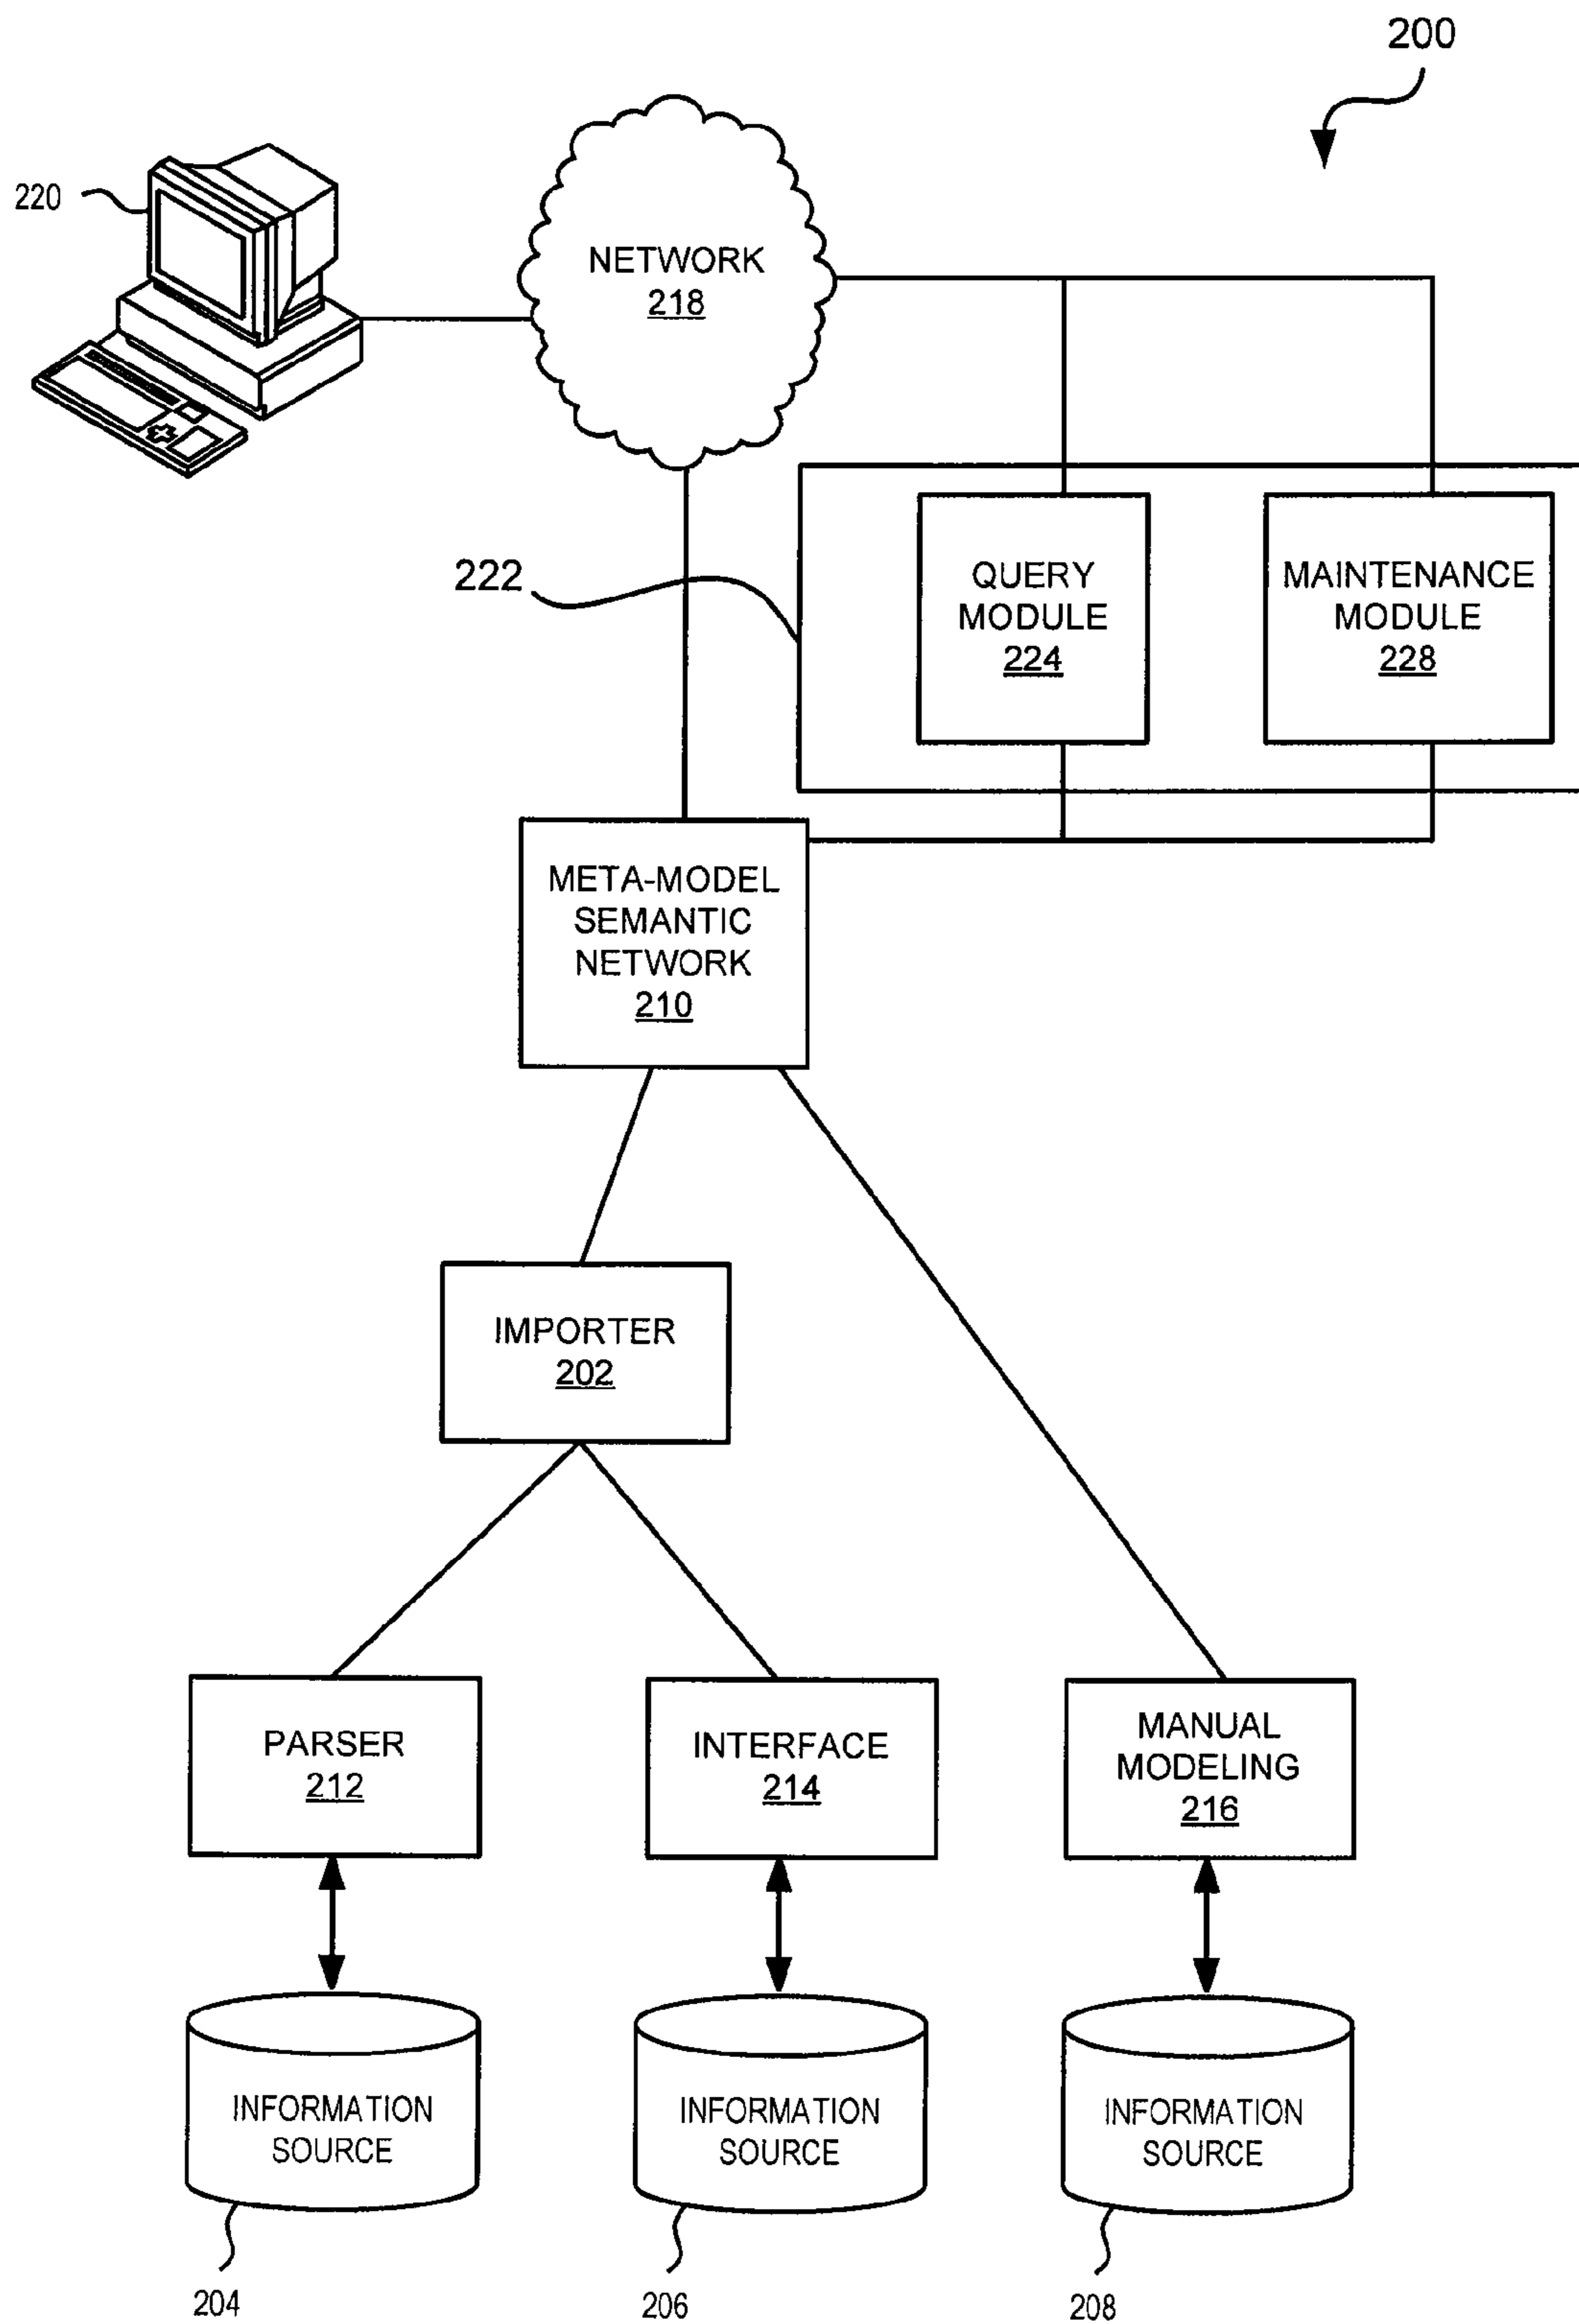 200
220
NETWORK
218
222
QUERY
MODULE
224
MAINTENANCE
MODULE
228
META-MODEL
SEMANTIC
NETWORK
210
IMPORTER
202
PARSER
212
INTERFACE
214
MANUAL
MODELING
216
INFORMATION
SOURCE
INFORMATION
SOURCE
INFORMATION
SOURCE
204
206
208